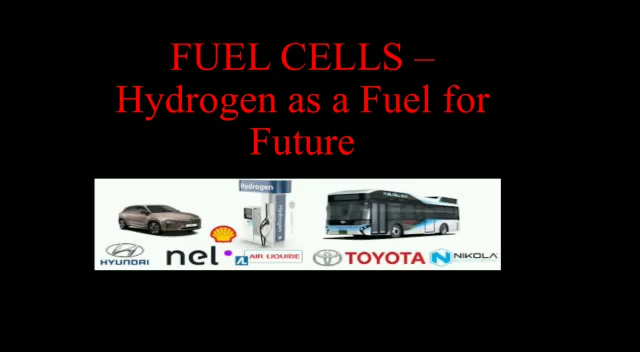 FUEL CELLS –
Hydrogen as a Fuel for
Future
Hydrogen
HYUNDAI
nel
AIR LIQUIDE
TOYOTA
NIKOLA